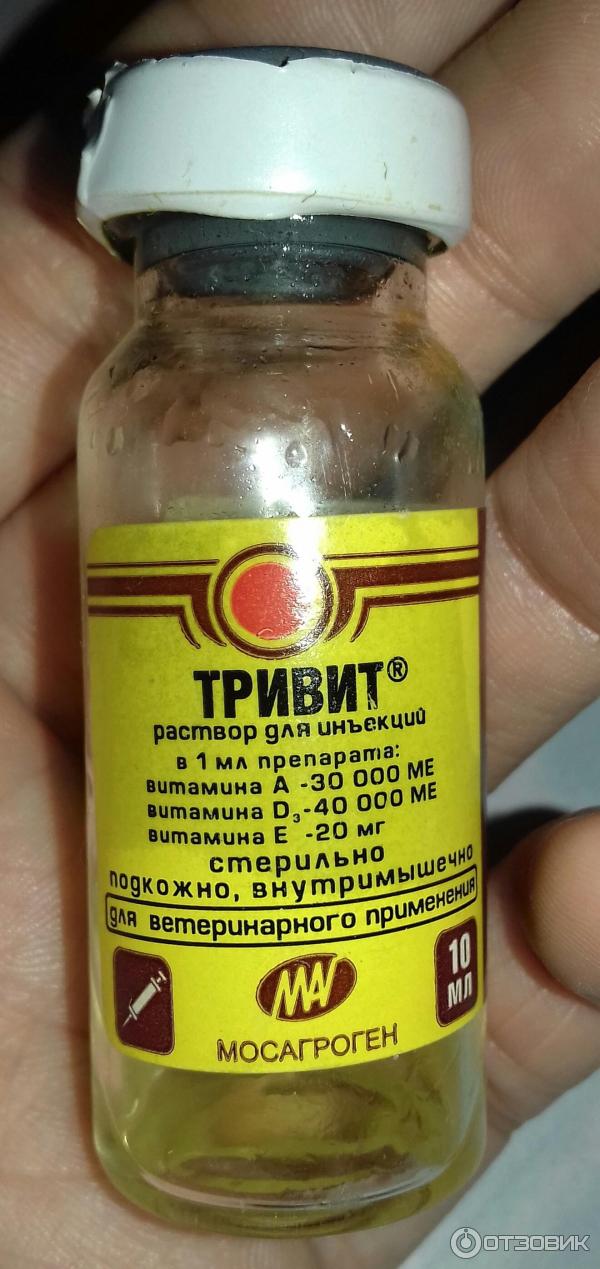 ТРИВИТ®
раствор для инъекций
в 1 мл препарата:
витамина А -30 000 МЕ
витамина D₃-40 000 МЕ
витамина Е -20 мг
стерильно
подкожно, внутримышечно
для ветеринарного применения
10
МЛ
МАГ
МОСАГРОГЕН
ОТЗОВИК